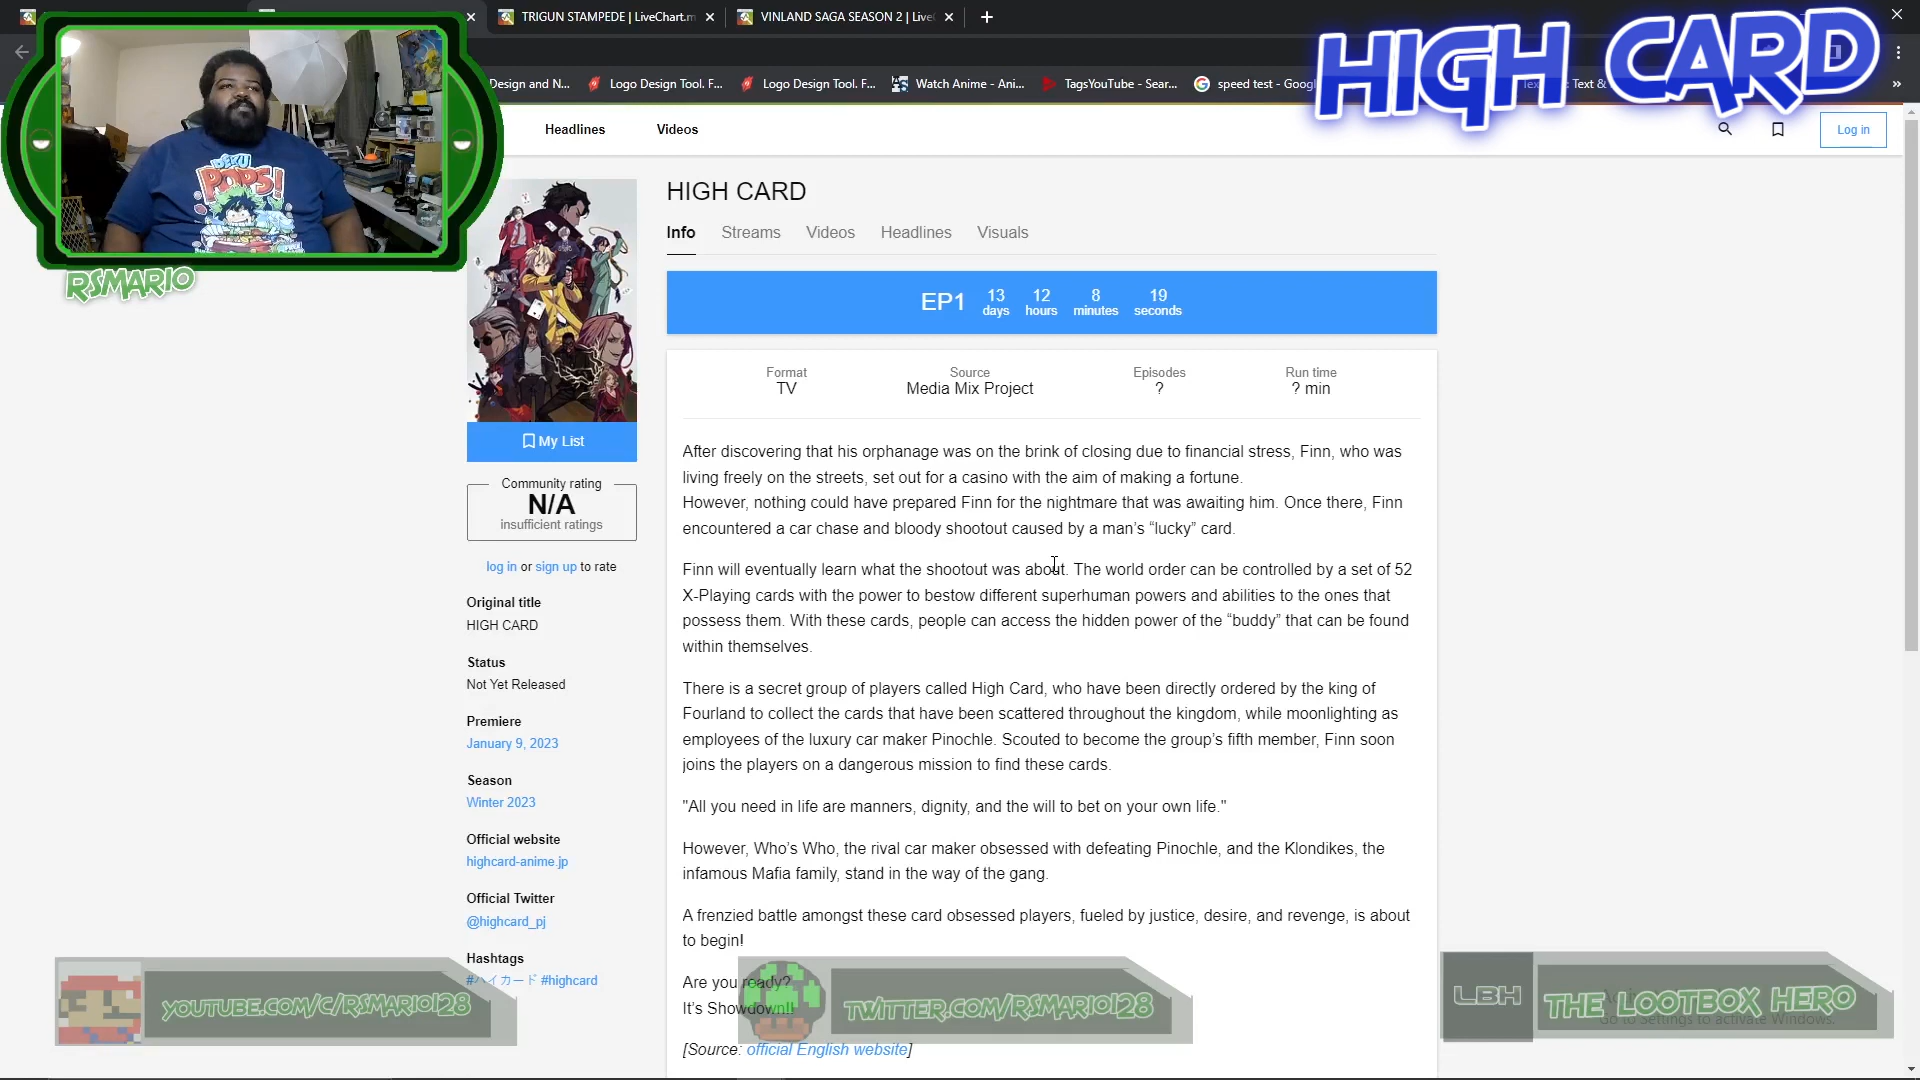 TRIGUN STAMPEDE | LiveChart.m
VINLAND SAGA SEASON 2 | Live
HIGH CARD
Design and N...
Logo Design Tool. F...
Logo Design Tool. F...
Watch Anime - Ani...
TagsYouTube - Sear...
speed test - Goog
Text &
Headlines
Videos
Log in
DEKU
POPS!
RSMARIO
HIGH CARD
Info
Streams
Videos
Headlines
Visuals
EP1
13 days
12 hours
8 minutes
19 seconds
Format
TV
Source
Media Mix Project
Episodes
?
Run time
? min
My List
Community rating
N/A
insufficient ratings
log in or sign up to rate
Original title
HIGH CARD
Status
Not Yet Released
Premiere
January 9, 2023
Season
Winter 2023
Official website
highcard-anime.jp
Official Twitter
@highcard_pj
Hashtags
#ハイカード #highcard
After discovering that his orphanage was on the brink of closing due to financial stress, Finn, who was
living freely on the streets, set out for a casino with the aim of making a fortune.
However, nothing could have prepared Finn for the nightmare that was awaiting him. Once there, Finn
encountered a car chase and bloody shootout caused by a man's “lucky” card.
Finn will eventually learn what the shootout was about. The world order can be controlled by a set of 52
X-Playing cards with the power to bestow different superhuman powers and abilities to the ones that
possess them. With these cards, people can access the hidden power of the “buddy” that can be found
within themselves.
There is a secret group of players called High Card, who have been directly ordered by the king of
Fourland to collect the cards that have been scattered throughout the kingdom, while moonlighting as
employees of the luxury car maker Pinochle. Scouted to become the group's fifth member, Finn soon
joins the players on a dangerous mission to find these cards.
"All you need in life are manners, dignity, and the will to bet on your own life."
However, Who's Who, the rival car maker obsessed with defeating Pinochle, and the Klondikes, the
infamous Mafia family, stand in the way of the gang.
A frenzied battle amongst these card obsessed players, fueled by justice, desire, and revenge, is about
to begin!
Are you ready?
It's Showdown!!
[Source: official English website]
YOUTUBE.COM/C/RSMARIO128
TWITTER.COM/RSMARIO128
LBH
THE LOOTBOX HERO
Go to Settings to activate Windows.